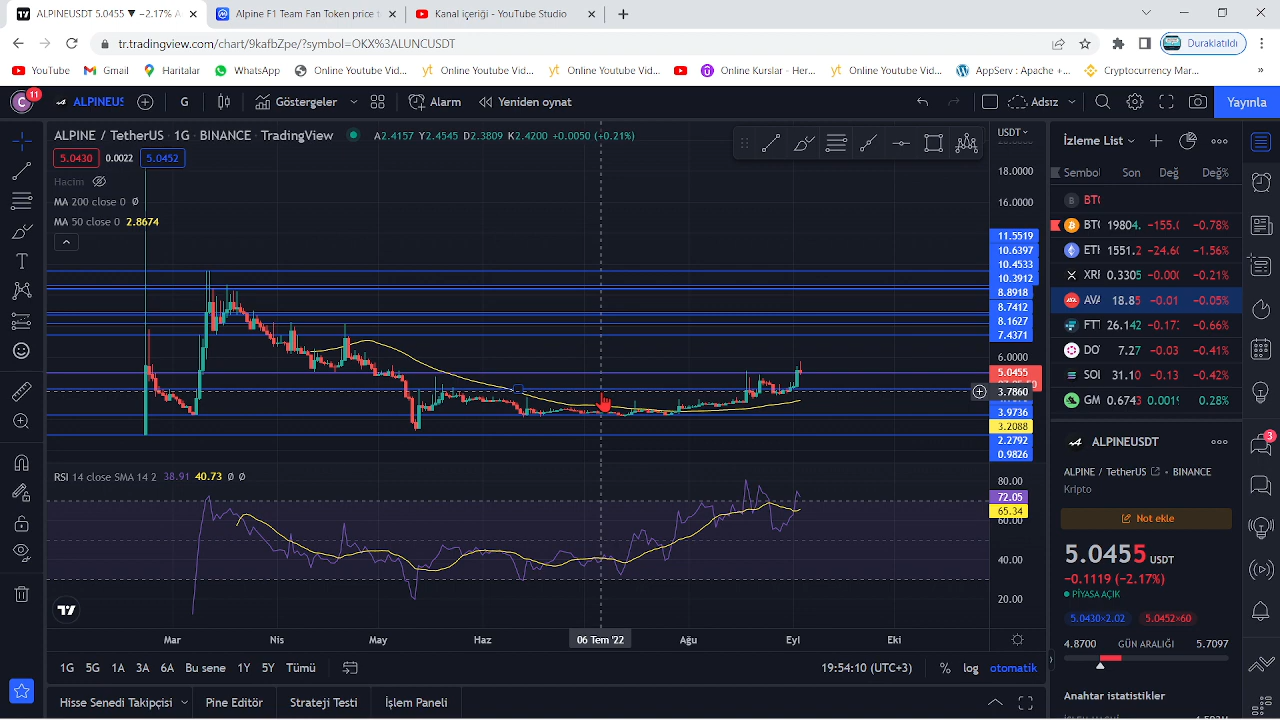 ALPINEUSDT 5.0455 ▼ −2.17% A
Alpine F1 Team Fan Token price t
Kanal içeriği - YouTube Studio
tr.tradingview.com/chart/9kafbZpe/?symbol=OKX%3ALUNCUSDT
Duraklatıldı
YouTube
Gmail
Haritalar
WhatsApp
Online Youtube Vid...
yt Online Youtube Vid...
yt Online Youtube Vid...
Online Kurslar - Her...
yt Online Youtube Vid...
AppServ : Apache +...
Cryptocurrency Mar...
»
C 11
ALPINEUS
G
Göstergeler
Alarm
Yeniden oynat
Adsız
Yayınla
ALPINE / TetherUS · 1G · BINANCE · TradingView
A2.4157 Y2.4545 D2.3809 K2.4200 +0.0050 (+0.21%)
5.0430 0.0022 5.0452
Hacim
MA 200 close 0 Ø
MA 50 close 0 2.8674
USDT
18.0000
16.0000
11.5519
10.6397
10.4533
10.3912
8.8918
8.7412
8.1627
7.4371
6.0000
5.0455
3.7860
3.9736
3.2088
2.2792
0.9826
RSI 14 close SMA 14 2 38.91 40.73 Ø Ø
80.00
72.05
65.34
60.00
40.00
20.00
Mar
Nis
May
Haz
06 Tem '22
Ağu
Eyl
Eki
1G 5G 1A 3A 6A Bu sene 1Y 5Y Tümü
19:54:10 (UTC+3)
%
log
otomatik
Hisse Senedi Takipçisi
Pine Editörü
Strateji Testi
İşlem Paneli
İzleme List
Sembol Son Değ Değ%
BTC
BTC 19804. −155.0 −0.78%
ETH 1551.2 −24.60 −1.56%
XRI 0.3305 −0.000 −0.21%
AVA 18.85 −0.01 −0.05%
FTT 26.142 −0.17 −0.66%
DO 7.27 −0.03 −0.41%
SOL 31.10 −0.13 −0.42%
GM 0.6743 0.001 0.28%
ALPINEUSDT
ALPINE / TetherUS · BINANCE
Kripto
Not ekle
5.0455 USDT
−0.1119 (−2.17%)
PİYASA AÇIK
5.0430×2.02 5.0452×60
4.8700 GÜN ARALIĞI 5.7097
Anahtar istatistikler
3